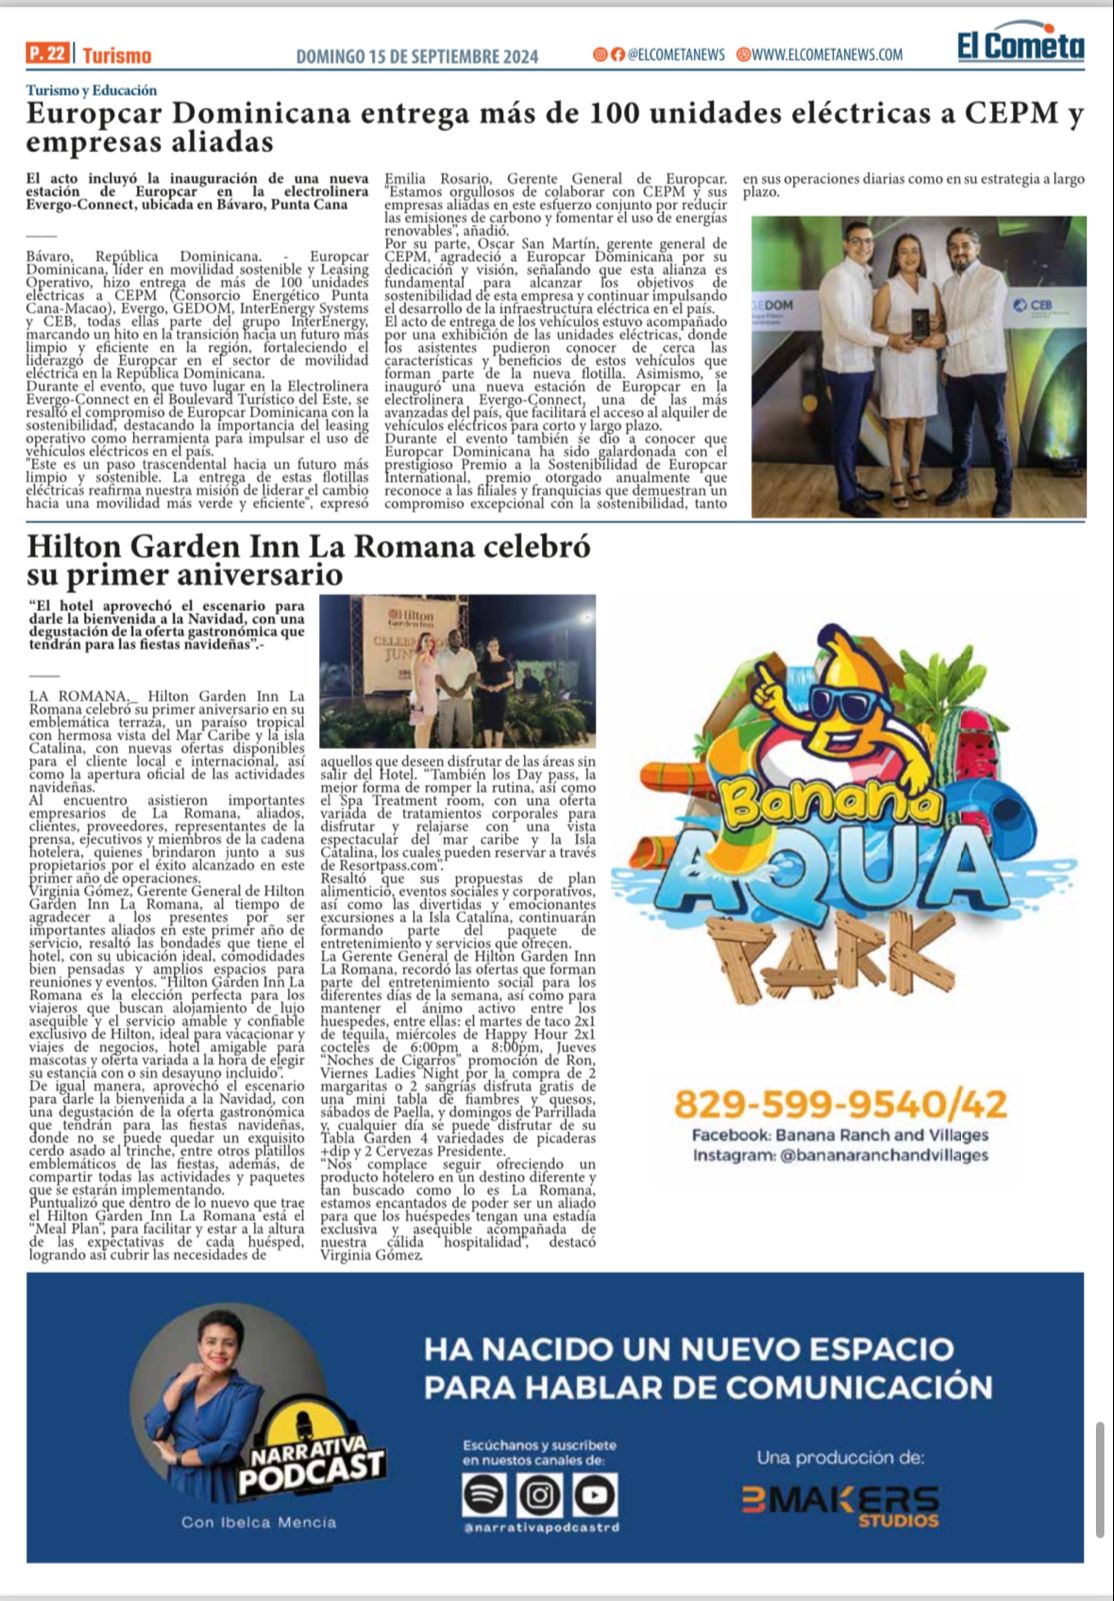 P. 22
Turismo
DOMINGO 15 DE SEPTIEMBRE 2024
@ELCOMETANEWS
WWW.ELCOMETANEWS.COM
El Cometa
Turismo y Educación
Europcar Dominicana entrega más de 100 unidades eléctricas a CEPM y
empresas aliadas
El acto incluyó la inauguración de una nueva
estación de Europcar en la electrolinera
Evergo-Connect, ubicada en Bávaro, Punta Cana
Bávaro, República Dominicana. - Europcar
Dominicana, líder en movilidad sostenible y Leasing
Operativo, hizo entrega de más de 100 unidades
eléctricas a CEPM (Consorcio Energético Punta
Cana-Macao), Evergo, GEDOM, InterEnergy Systems
y CEB, todas ellas parte del grupo InterEnergy,
marcando un hito en la transición hacia un futuro más
limpio y eficiente en la región, fortaleciendo el
liderazgo de Europcar en el sector de movilidad
eléctrica en la República Dominicana.
Durante el evento, que tuvo lugar en la Electrolinera
Evergo-Connect en el Boulevard Turístico del Este, se
resaltó el compromiso de Europcar Dominicana con la
sostenibilidad, destacando la importancia del leasing
operativo como herramienta para impulsar el uso de
vehículos eléctricos en el país.
"Este es un paso trascendental hacia un futuro más
limpio y sostenible. La entrega de estas flotillas
eléctricas reafirma nuestra misión de liderar el cambio
hacia una movilidad más verde y eficiente", expresó
Emilia Rosario, Gerente General de Europcar.
"Estamos orgullosos de colaborar con CEPM y sus
empresas aliadas en este esfuerzo conjunto por reducir
las emisiones de carbono y fomentar el uso de energías
renovables", añadió.
Por su parte, Oscar San Martín, gerente general de
CEPM, agradeció a Europcar Dominicana por su
dedicación y visión, señalando que esta alianza es
fundamental para alcanzar los objetivos de
sostenibilidad de esta empresa y continuar impulsando
el desarrollo de la infraestructura eléctrica en el país.
El acto de entrega de los vehículos estuvo acompañado
por una exhibición de las unidades eléctricas, donde
los asistentes pudieron conocer de cerca las
características y beneficios de estos vehículos que
forman parte de la nueva flotilla. Asimismo, se
inauguró una nueva estación de Europcar en la
electrolinera Evergo-Connect, una de las más
avanzadas del país, que facilitará el acceso al alquiler de
vehículos eléctricos para corto y largo plazo.
Durante el evento también se dio a conocer que
Europcar Dominicana ha sido galardonada con el
prestigioso Premio a la Sostenibilidad de Europcar
International, premio otorgado anualmente que
reconoce a las filiales y franquicias que demuestran un
compromiso excepcional con la sostenibilidad, tanto
en sus operaciones diarias como en su estrategia a largo
plazo.
GEDOM
CEB
Hilton Garden Inn La Romana celebró
su primer aniversario
“El hotel aprovechó el escenario para
darle la bienvenida a la Navidad, con una
degustación de la oferta gastronómica que
tendrán para las fiestas navideñas”.-
LA ROMANA._ Hilton Garden Inn La
Romana celebró su primer aniversario en su
emblemática terraza, un paraíso tropical
con hermosa vista del Mar Caribe y la isla
Catalina, con nuevas ofertas disponibles
para el cliente local e internacional, así
como la apertura oficial de las actividades
navideñas.
Al encuentro asistieron importantes
empresarios de La Romana, aliados,
clientes, proveedores, representantes de la
prensa, ejecutivos y miembros de la cadena
hotelera, quienes brindaron junto a sus
propietarios por el éxito alcanzado en este
primer año de operaciones.
Virginia Gómez, Gerente General de Hilton
Garden Inn La Romana, al tiempo de
agradecer a los presentes por ser
importantes aliados en este primer año de
servicio, resaltó las bondades que tiene el
hotel, con su ubicación ideal, comodidades
bien pensadas y amplios espacios para
reuniones y eventos. “Hilton Garden Inn La
Romana es la elección perfecta para los
viajeros que buscan alojamiento de lujo
asequible y el servicio amable y confiable
exclusivo de Hilton, ideal para vacacionar y
viajes de negocios, hotel amigable para
mascotas y oferta variada a la hora de elegir
su estancia con o sin desayuno incluido”.
De igual manera, aprovechó el escenario
para darle la bienvenida a la Navidad, con
una degustación de la oferta gastronómica
que tendrán para las fiestas navideñas,
donde no se puede quedar un exquisito
cerdo asado al trinche, entre otros platillos
emblemáticos de las fiestas, además, de
compartir todas las actividades y paquetes
que se estarán implementando.
Puntualizó que dentro de lo nuevo que trae
el Hilton Garden Inn La Romana está el
“Meal Plan”, para facilitar y estar a la altura
de las expectativas de cada huésped,
logrando así cubrir las necesidades de
Hilton
Garden Inn
aquellos que deseen disfrutar de las áreas sin
salir del Hotel. “También los Day pass, la
mejor forma de romper la rutina, así como
el Spa Treatment room, con una oferta
variada de tratamientos corporales para
disfrutar y relajarse con una vista
espectacular del mar caribe y la Isla
Catalina, los cuales pueden reservar a través
de Resortpass.com”.
Resaltó que sus propuestas de plan
alimenticio, eventos sociales y corporativos,
así como las divertidas y emocionantes
excursiones a la Isla Catalina, continuarán
formando parte del paquete de
entretenimiento y servicios que ofrecen.
La Gerente General de Hilton Garden Inn
La Romana, recordó las ofertas que forman
parte del entretenimiento social para los
diferentes días de la semana, así como para
mantener el ánimo activo entre los
huespedes, entre ellas: el martes de taco 2x1
de tequila, miércoles de Happy Hour 2x1
cocteles de 6:00pm a 8:00pm, Jueves
“Noches de Cigarros” promoción de Ron,
Viernes Ladies Night por la compra de 2
margaritas o 2 sangrías disfruta gratis de
una mini tabla de fiambres y quesos,
sábados de Paella, y domingos de Parrillada
y, cualquier día se puede disfrutar de su
Tabla Garden 4 variedades de picaderas
+dip y 2 Cervezas Presidente.
“Nos complace seguir ofreciendo un
producto hotelero en un destino diferente y
tan buscado como lo es La Romana,
estamos encantados de poder ser un aliado
para que los huéspedes tengan una estadía
exclusiva y asequible acompañada de
nuestra cálida hospitalidad”, destacó
Virginia Gómez.
Banana
AQUA
PARK
829-599-9540/42
Facebook: Banana Ranch and Villages
Instagram: @bananaranchandvillages
NARRATIVA
PODCAST
Con Ibelca Mencía
HA NACIDO UN NUEVO ESPACIO
PARA HABLAR DE COMUNICACIÓN
Escúchanos y suscribete
en nuestros canales de:
@narrativapodcastrd
Una producción de:
BMAKERS
STUDIOS